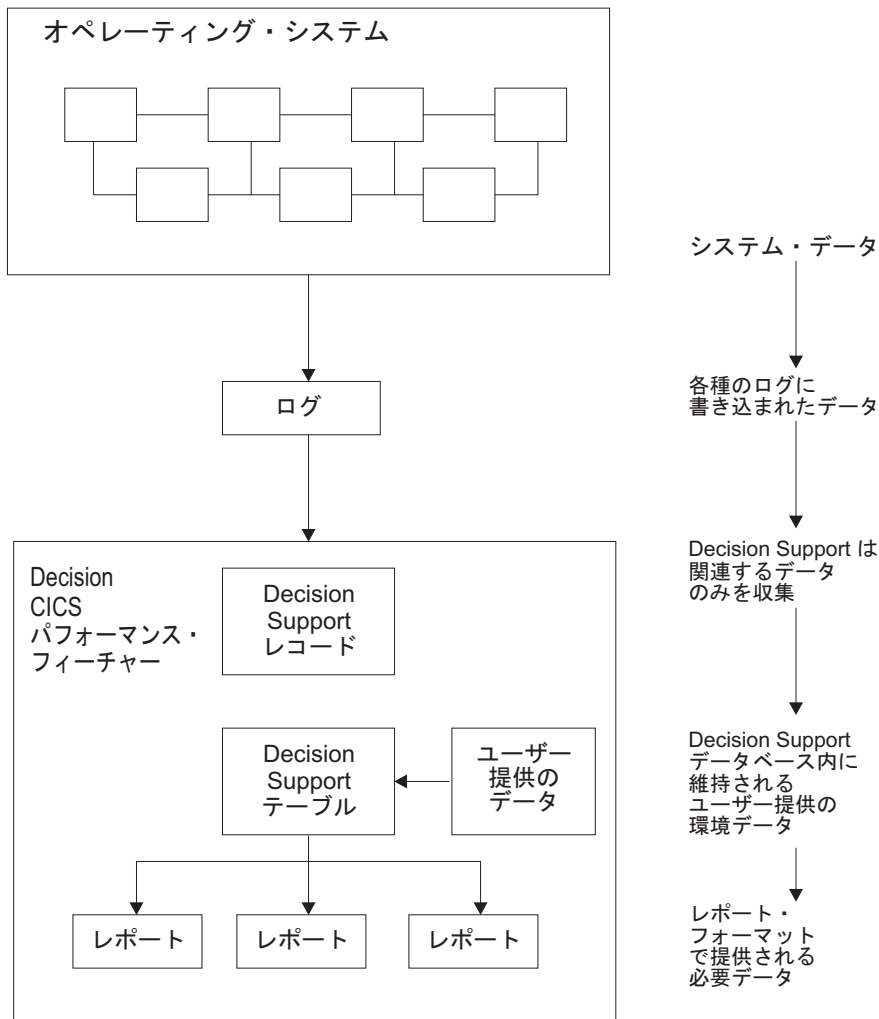 オペレーティング・システム
システム・データ
ログ
各種のログに
書き込まれたデータ
Decision
CICS
パフォーマンス・
フィーチャー
Decision
Support
レコード
Decision Support は
関連するデータ
のみを収集
Decision
Support
テーブル
ユーザー
提供の
データ
Decision Support
データベース内に
維持される
ユーザー提供の
環境データ
レポート
レポート
レポート
レポート・
フォーマット
で提供される
必要データ